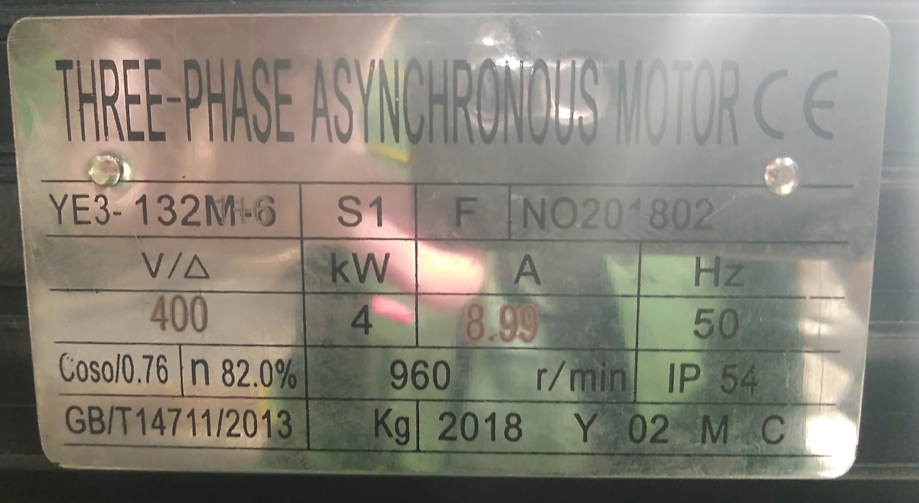 THREE-PHASE ASYNCHRONOUS MOTOR CE
YE3-132M -6 S1 F NO201802
V/△ kW A Hz
400 4 8.99 50
Coso/0.76 n 82.0% 960 r/min IP 54
GB/T14711/2013 Kg 2018 Y 02 M C